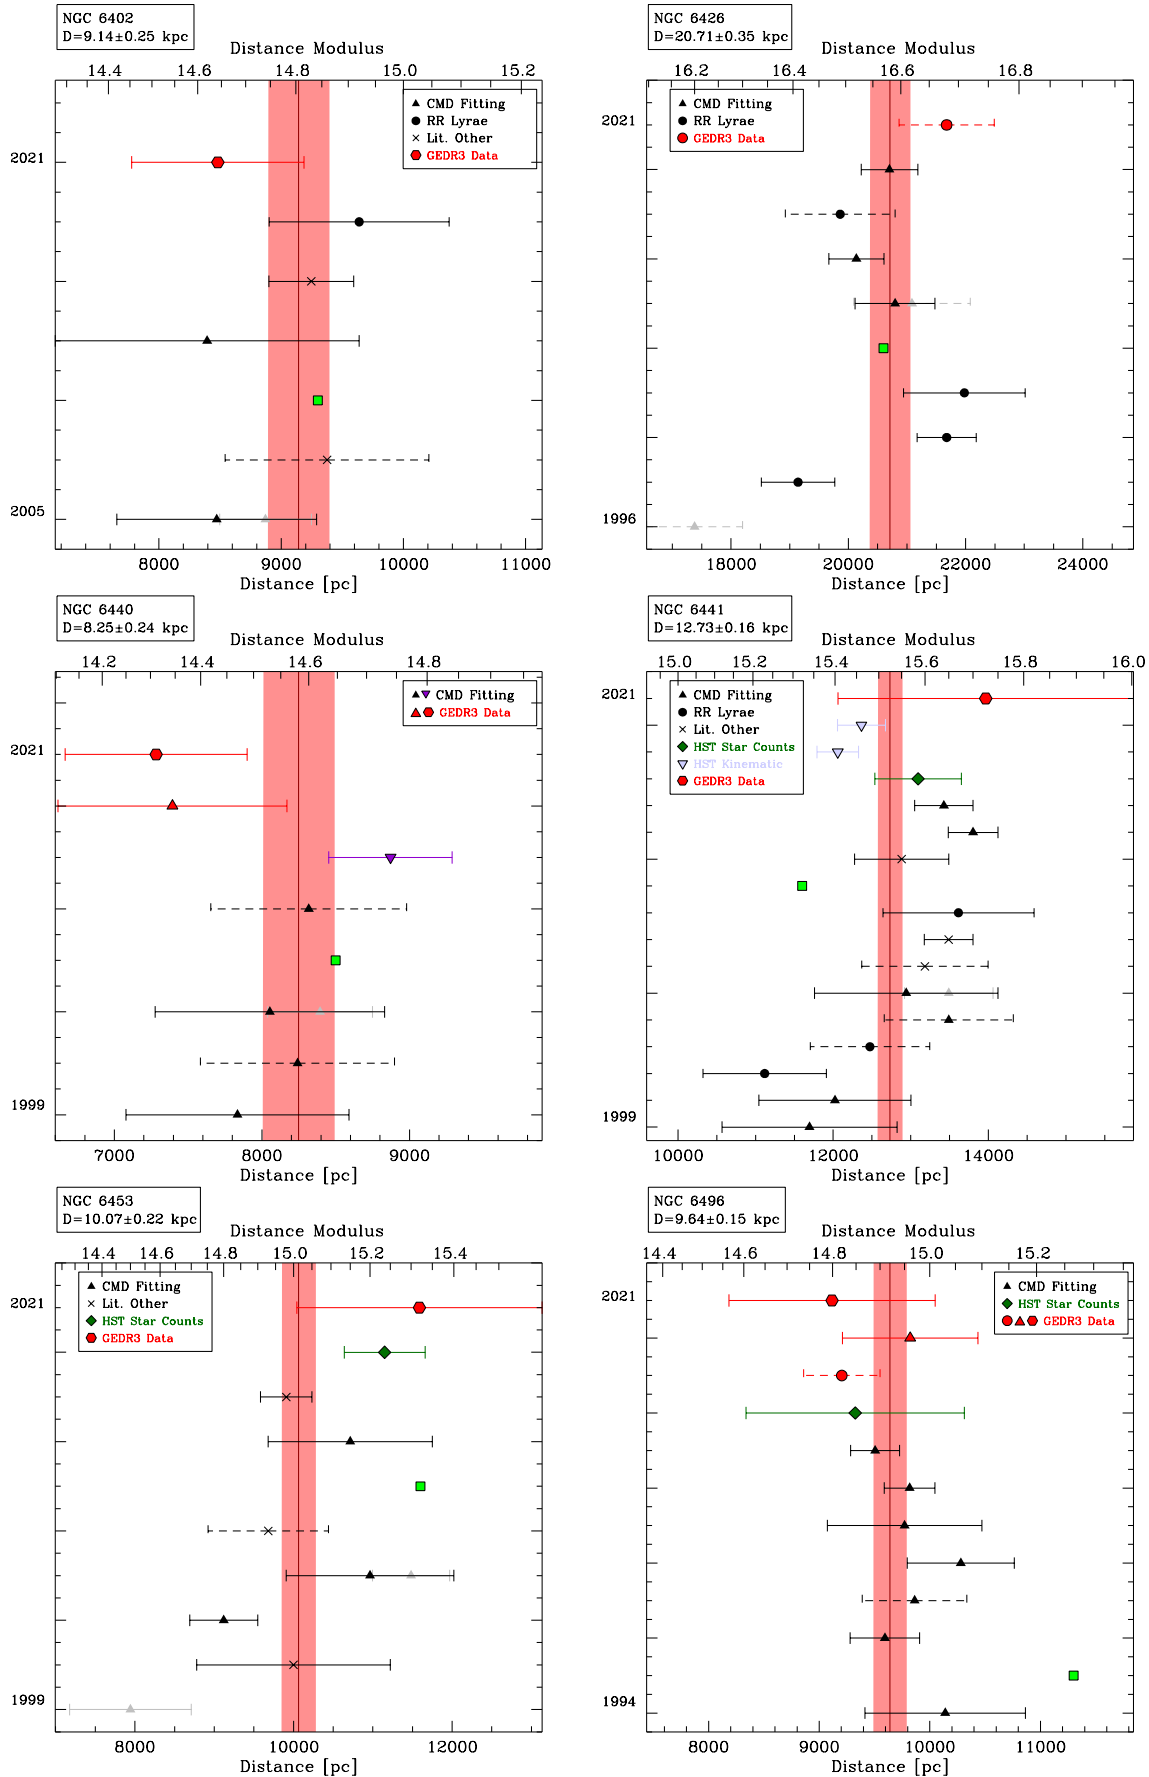 NGC 6402
D=9.14±0.25 kpc
Distance Modulus
14.4 14.6 14.8 15.0 15.2
CMD Fitting
RR Lyrae
Lit. Other
GEDR3 Data
2021
2005
8000 9000 10000 11000
Distance [pc]
NGC 6426
D=20.71±0.35 kpc
Distance Modulus
16.2 16.4 16.6 16.8
CMD Fitting
RR Lyrae
GEDR3 Data
2021
1996
18000 20000 22000 24000
Distance [pc]
NGC 6440
D=8.25±0.24 kpc
Distance Modulus
14.2 14.4 14.6 14.8
CMD Fitting
GEDR3 Data
2021
1999
7000 8000 9000
Distance [pc]
NGC 6441
D=12.73±0.16 kpc
Distance Modulus
15.0 15.2 15.4 15.6 15.8 16.0
CMD Fitting
RR Lyrae
Lit. Other
HST Star Counts
HST Kinematic
GEDR3 Data
2021
1999
10000 12000 14000
Distance [pc]
NGC 6453
D=10.07±0.22 kpc
Distance Modulus
14.4 14.6 14.8 15.0 15.2 15.4
CMD Fitting
Lit. Other
HST Star Counts
GEDR3 Data
2021
1999
8000 10000 12000
Distance [pc]
NGC 6496
D=9.64±0.15 kpc
Distance Modulus
14.4 14.6 14.8 15.0 15.2
CMD Fitting
HST Star Counts
GEDR3 Data
2021
1994
8000 9000 10000 11000
Distance [pc]